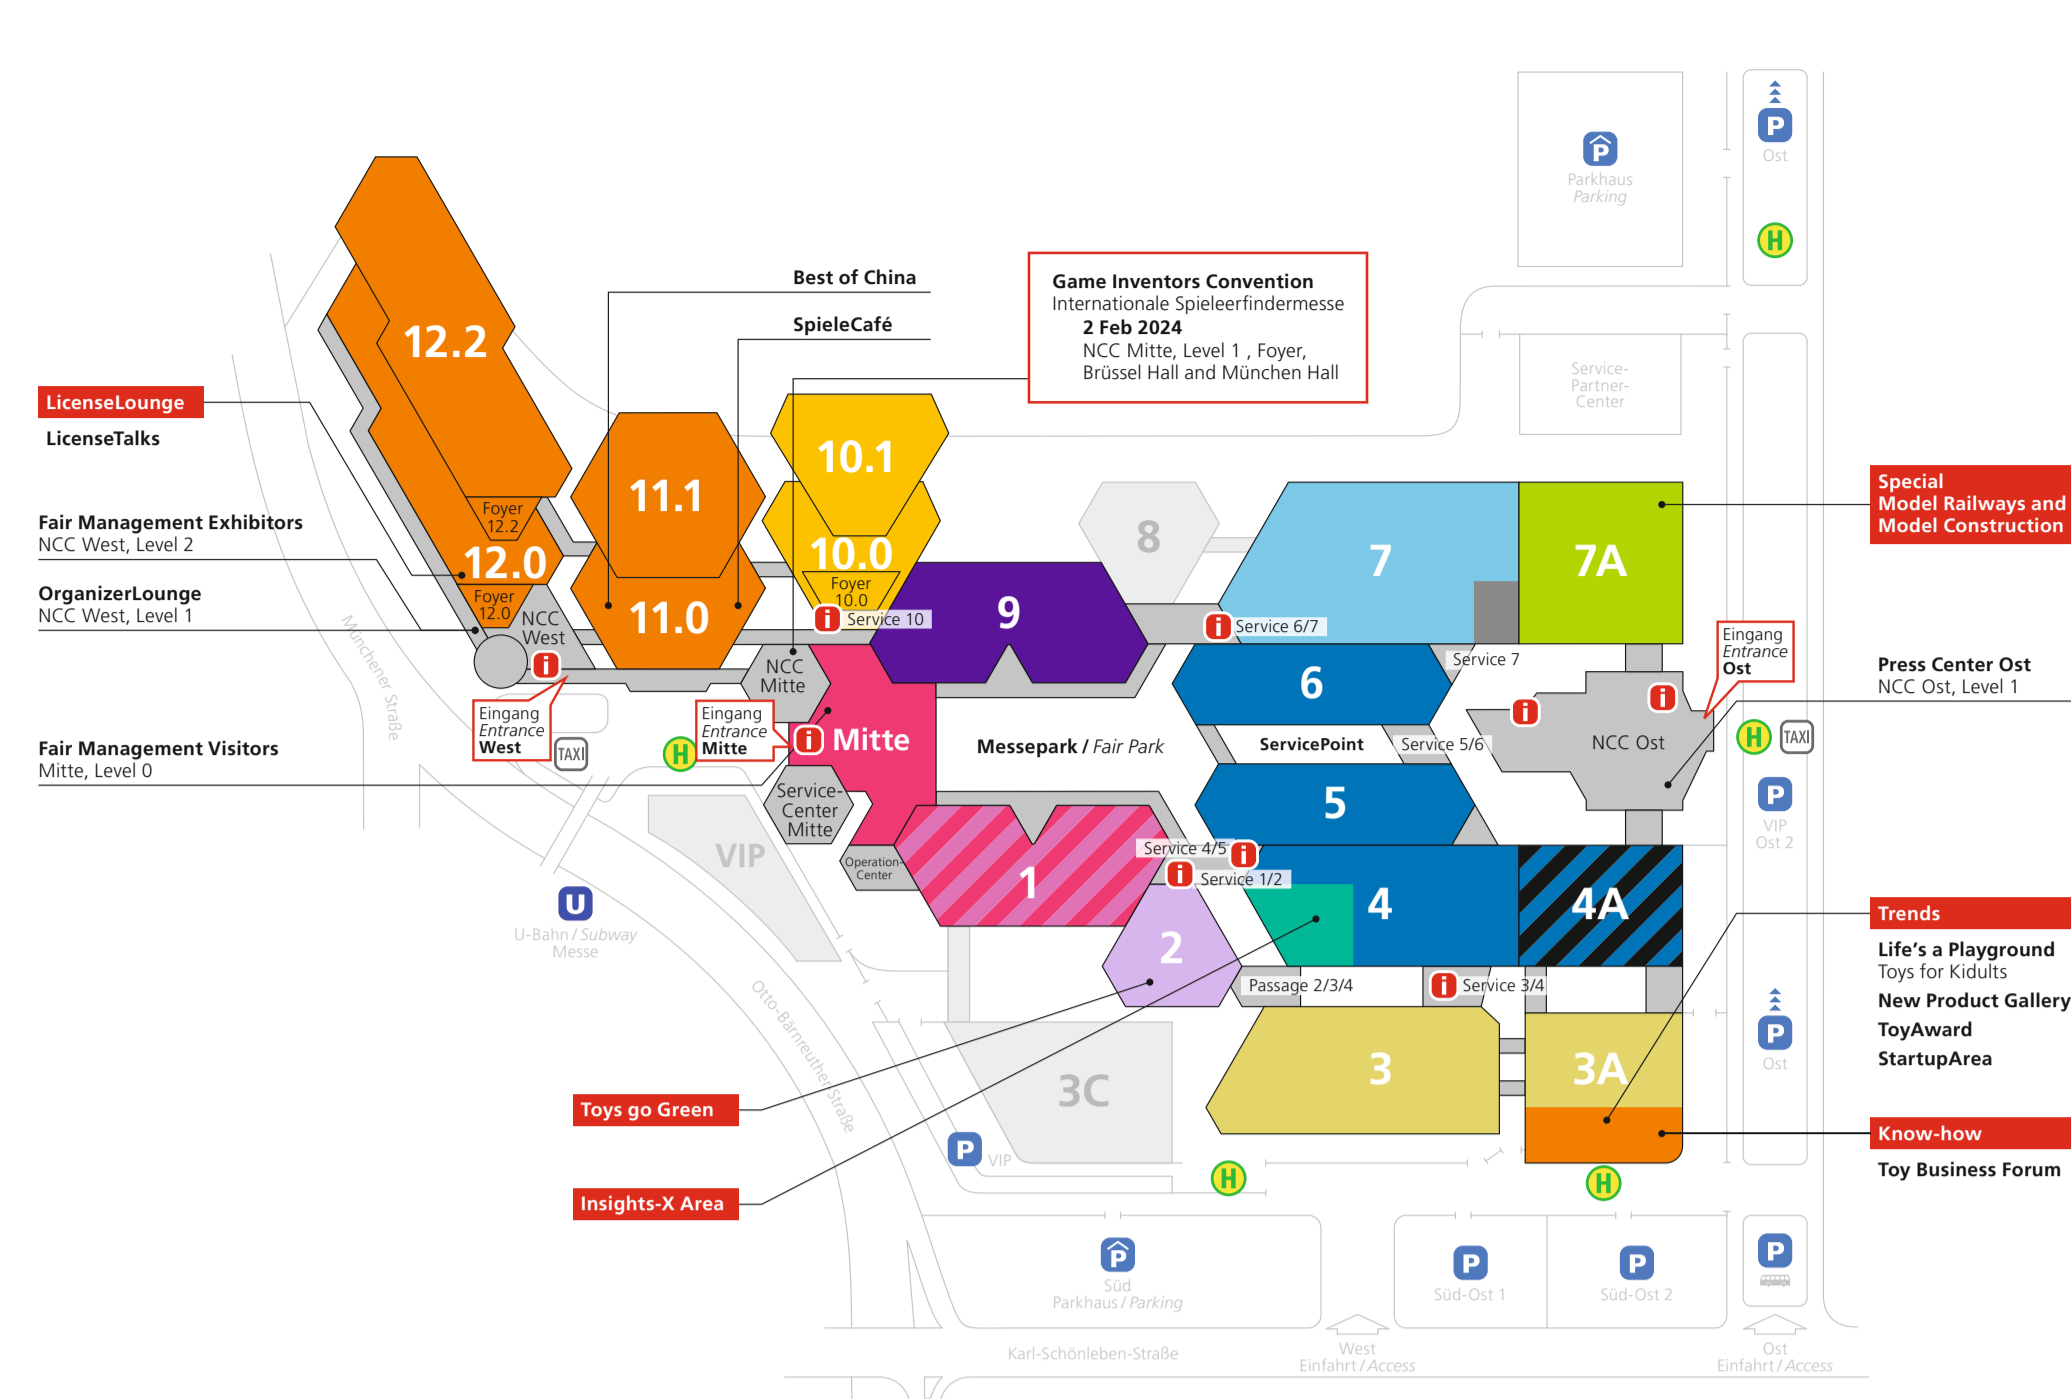 P
Ost
P
Parkhaus
Parking
H
Best of China
SpieleCafé
Game Inventors Convention
Internationale Spieleerfindermesse
2 Feb 2024
NCC Mitte, Level 1 , Foyer,
Brüssel Hall and München Hall
12.2
Service-
Partner-
Center
LicenseLounge
LicenseTalks
10.1
11.1
Special
Model Railways and
Model Construction
Foyer
12.2
Fair Management Exhibitors
NCC West, Level 2
8
7
7A
12.0
10.0
Foyer
10.0
OrganizerLounge
NCC West, Level 1
Foyer
12.0
NCC
West
11.0
i
Service 10
9
i
Service 6/7
Münchener Straße
i
NCC
Mitte
6
Service 7
Eingang
Entrance
Ost
Press Center Ost
NCC Ost, Level 1
i
i
Eingang
Entrance
West
TAXI
H
Eingang
Entrance
Mitte
i
Mitte
Messepark / Fair Park
ServicePoint
Service 5/6
NCC Ost
H
TAXI
Fair Management Visitors
Mitte, Level 0
Service-
Center
Mitte
5
P
VIP
Ost 2
VIP
Operation-
Center
1
Service 4/5
i
i
Service 1/2
4
4A
U
U-Bahn / Subway
Messe
2
Trends
Life’s a Playground
Toys for Kidults
New Product Gallery
ToyAward
StartupArea
Passage 2/3/4
i
Service 3/4
Otto-Bärnreuther-Straße
P
Ost
3C
3
3A
Toys go Green
Know-how
Toy Business Forum
P
VIP
H
H
Insights-X Area
P
Süd
Parkhaus / Parking
P
Süd-Ost 1
P
Süd-Ost 2
P
Karl-Schönleben-Straße
West
Einfahrt / Access
Ost
Einfahrt / Access